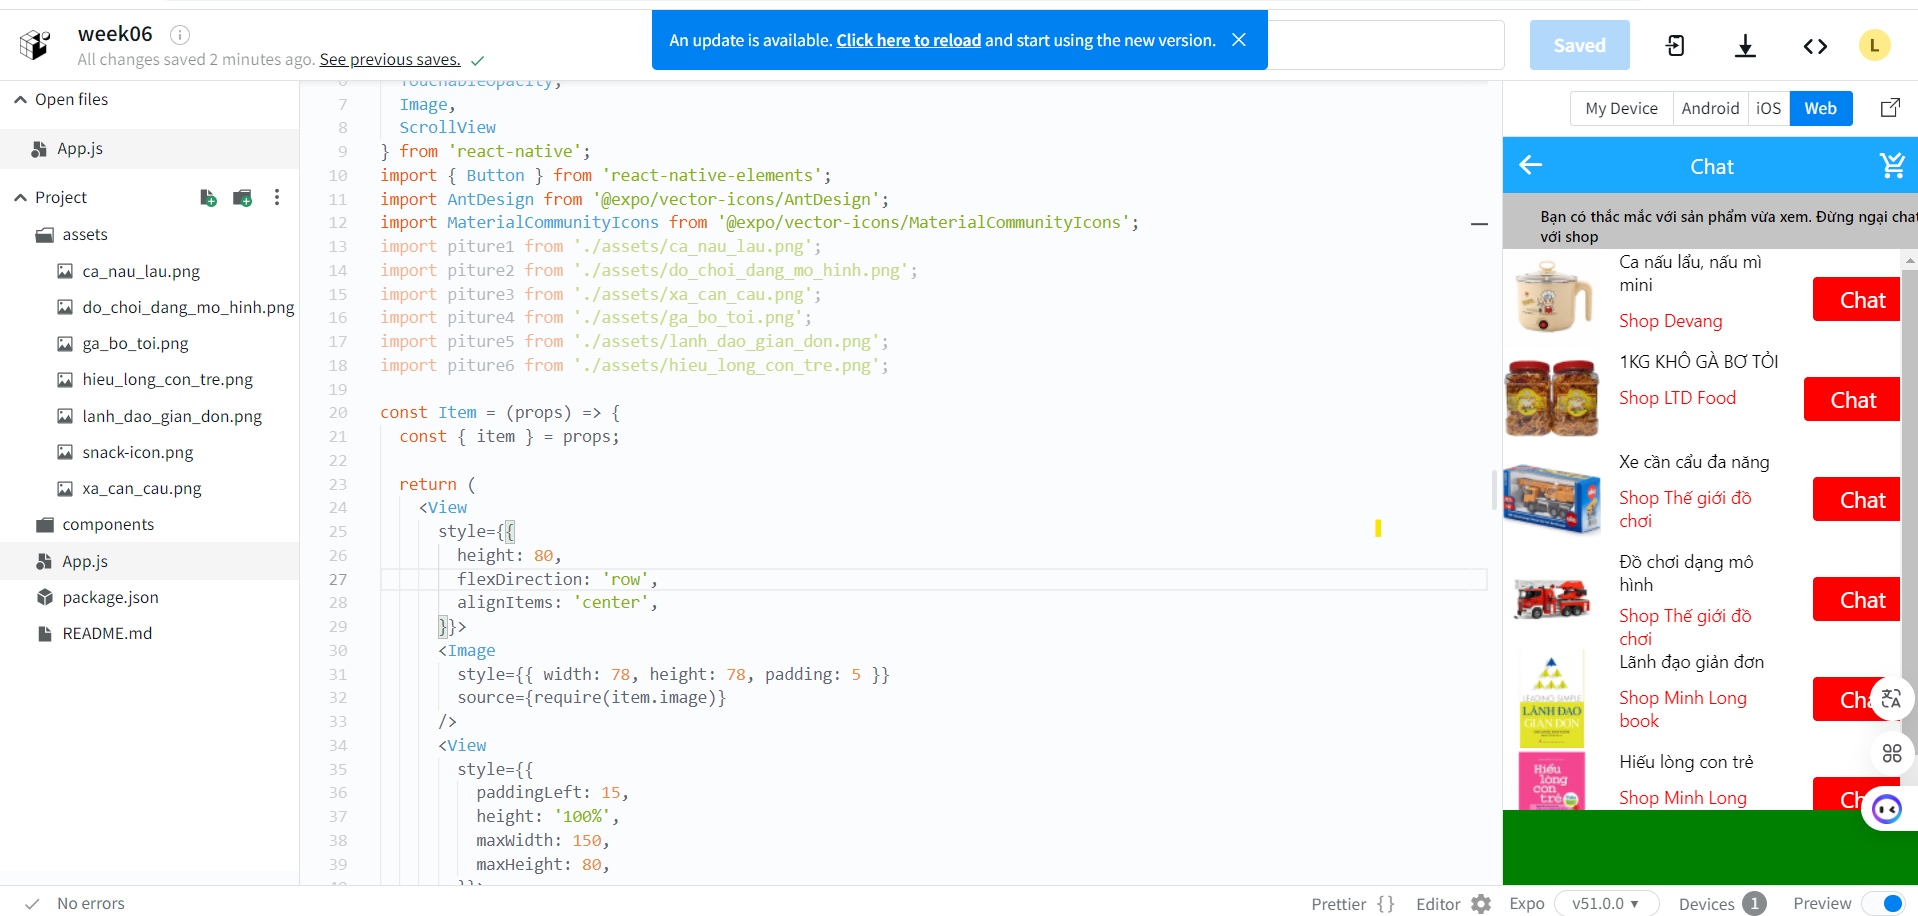 week06
All changes saved 2 minutes ago. See previous saves.
An update is available. Click here to reload and start using the new version.
Saved
L
Open files
App.js
Project
assets
ca_nau_lau.png
do_choi_dang_mo_hinh.png
ga_bo_toi.png
hieu_long_con_tre.png
lanh_dao_gian_don.png
snack-icon.png
xa_can_cau.png
components
App.js
package.json
README.md
6 TouchableOpacity,
7 Image,
8 ScrollView
9 } from 'react-native';
10 import { Button } from 'react-native-elements';
11 import AntDesign from '@expo/vector-icons/AntDesign';
12 import MaterialCommunityIcons from '@expo/vector-icons/MaterialCommunityIcons';
13 import piture1 from './assets/ca_nau_lau.png';
14 import piture2 from './assets/do_choi_dang_mo_hinh.png';
15 import piture3 from './assets/xa_can_cau.png';
16 import piture4 from './assets/ga_bo_toi.png';
17 import piture5 from './assets/lanh_dao_gian_don.png';
18 import piture6 from './assets/hieu_long_con_tre.png';
19
20 const Item = (props) => {
21 const { item } = props;
22
23 return (
24 <View
25 style={{
26 height: 80,
27 flexDirection: 'row',
28 alignItems: 'center',
29 }}>
30 <Image
31 style={{ width: 78, height: 78, padding: 5 }}
32 source={require(item.image)}
33 />
34 <View
35 style={{
36 paddingLeft: 15,
37 height: '100%',
38 maxWidth: 150,
39 maxHeight: 80,
My Device
Android
iOS
Web
Chat
Bạn có thắc mắc với sản phẩm vừa xem. Đừng ngại chat
với shop
Ca nấu lẩu, nấu mì
mini
Shop Devang
Chat
1KG KHÔ GÀ BƠ TỎI
Shop LTD Food
Chat
Xe cần cẩu đa năng
Shop Thế giới đồ
chơi
Chat
Đồ chơi dạng mô
hình
Shop Thế giới đồ
chơi
Chat
LEADING SIMPLE
LÃNH ĐẠO
GIẢN ĐƠN
Lãnh đạo giản đơn
Shop Minh Long
book
Cha
Hiểu
lòng
con
trẻ
Hiểu lòng con trẻ
Shop Minh Long
Ch
No errors
Prettier {}
Editor
Expo
v51.0.0
Devices 1
Preview